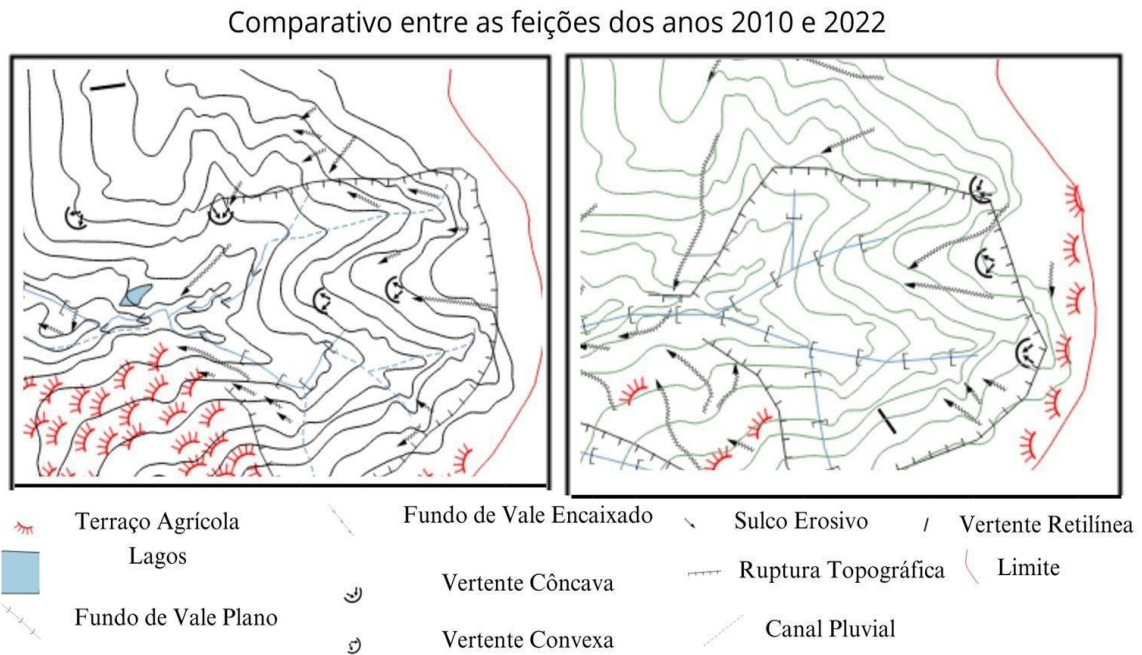 Comparativo entre as feições dos anos 2010 e 2022
Terraço Agrícola
Fundo de Vale Encaixado
Sulco Erosivo
Vertente Retilínea
Lagos
Vertente Côncava
Ruptura Topográfica
Limite
Fundo de Vale Plano
Vertente Convexa
Canal Pluvial